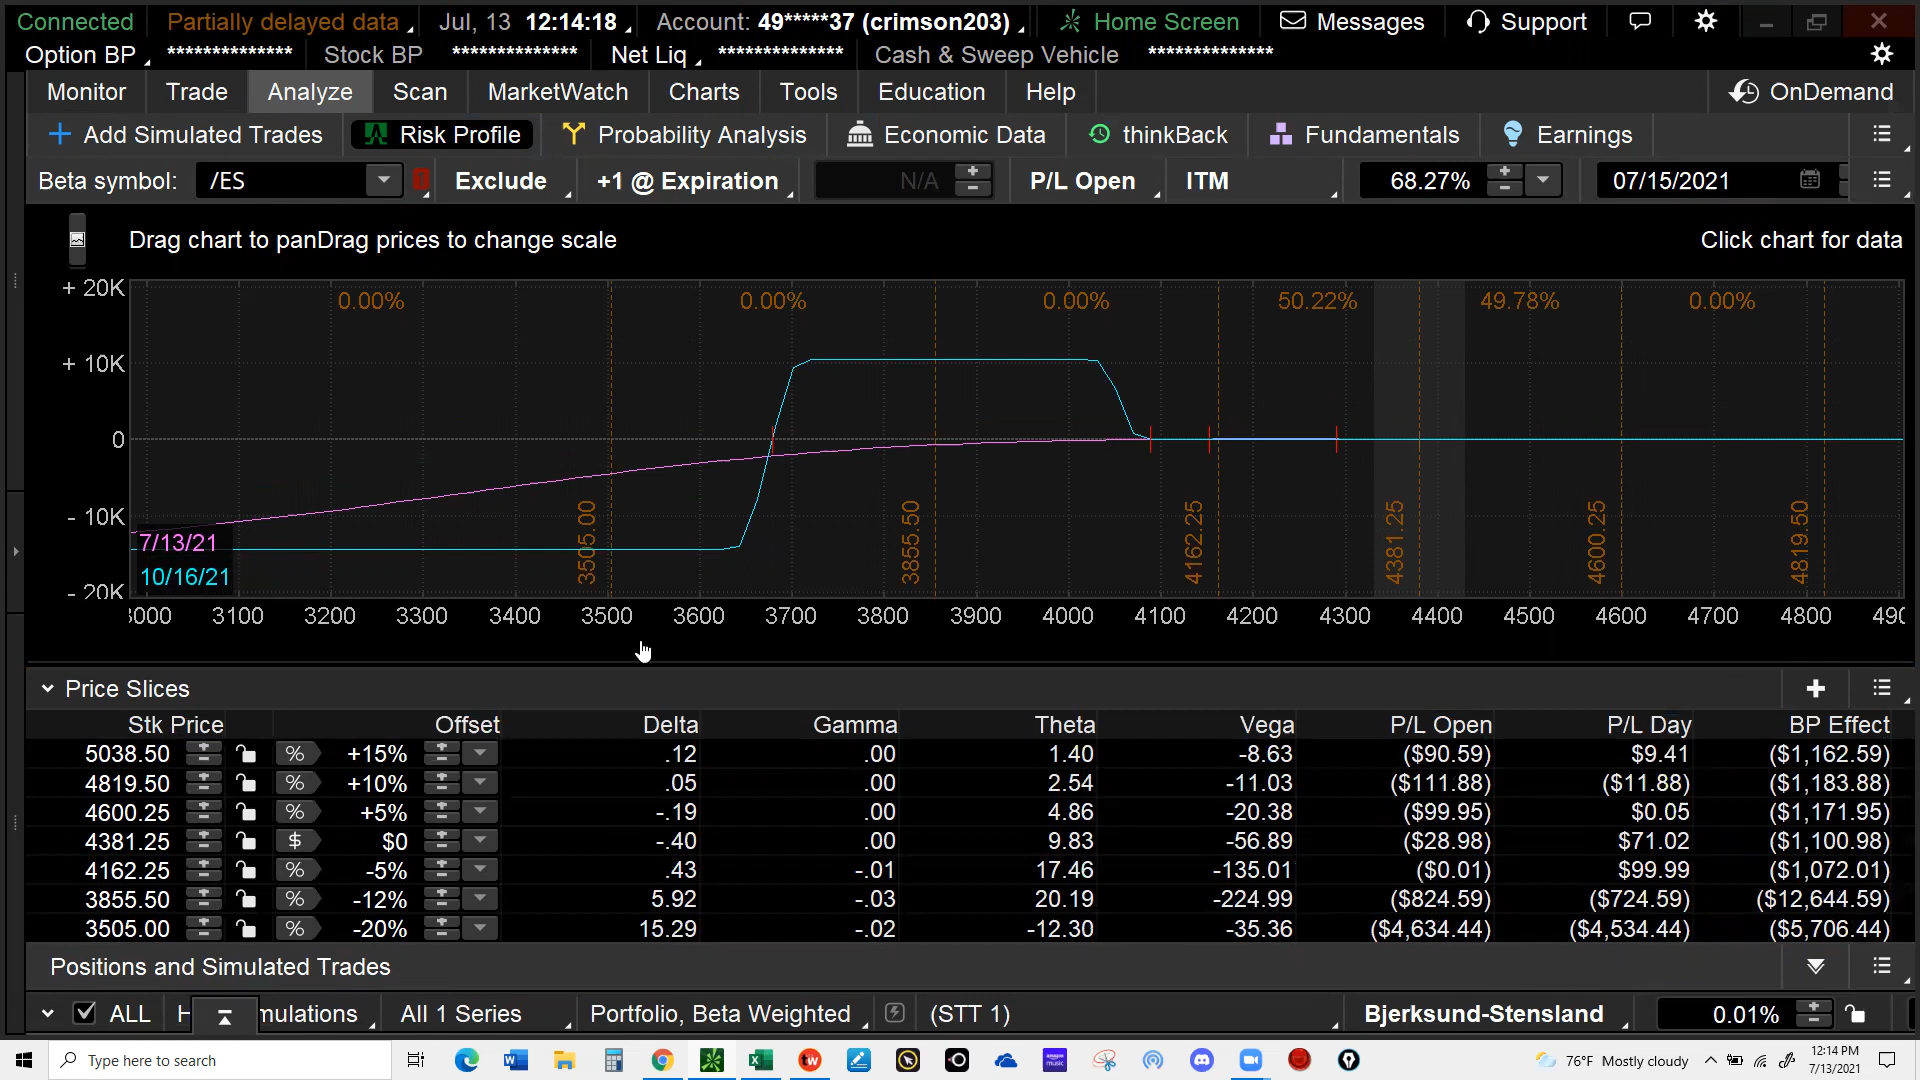 Connected Partially delayed data Jul, 13 12:14:18 Account: 49*****37 (crimson203) Home Screen Messages Support
Option BP ************** Stock BP ************** Net Liq ************** Cash & Sweep Vehicle **************
Monitor Trade Analyze Scan MarketWatch Charts Tools Education Help OnDemand
Add Simulated Trades Risk Profile Probability Analysis Economic Data thinkBack Fundamentals Earnings
Beta symbol: /ES Exclude +1 @ Expiration N/A P/L Open ITM 68.27% 07/15/2021
Drag chart to panDrag prices to change scale Click chart for data
+ 20K 0.00% 0.00% 0.00% 50.22% 49.78% 0.00%
+ 10K
0
- 10K
3505.00 3855.50 4162.25 4381.25 4600.25 4819.50
7/13/21
10/16/21
- 20K
3100 3200 3300 3400 3500 3600 3700 3800 3900 4000 4100 4200 4300 4400 4500 4600 4700 4800
Price Slices
Stk Price Offset Delta Gamma Theta Vega P/L Open P/L Day BP Effect
5038.50 % +15% .12 .00 1.40 -8.63 ($90.59) $9.41 ($1,162.59)
4819.50 % +10% .05 .00 2.54 -11.03 ($111.88) ($11.88) ($1,183.88)
4600.25 % +5% -.19 .00 4.86 -20.38 ($99.95) $0.05 ($1,171.95)
4381.25 $ $0 -.40 .00 9.83 -56.89 ($28.98) $71.02 ($1,100.98)
4162.25 % -5% .43 -.01 17.46 -135.01 ($0.01) $99.99 ($1,072.01)
3855.50 % -12% 5.92 -.03 20.19 -224.99 ($824.59) ($724.59) ($12,644.59)
3505.00 % -20% 15.29 -.02 -12.30 -35.36 ($4,634.44) ($4,534.44) ($5,706.44)
Positions and Simulated Trades
ALL mulations All 1 Series Portfolio, Beta Weighted (STT 1) Bjerksund-Stensland 0.01%
Type here to search 76°F Mostly cloudy 12:14 PM
7/13/2021